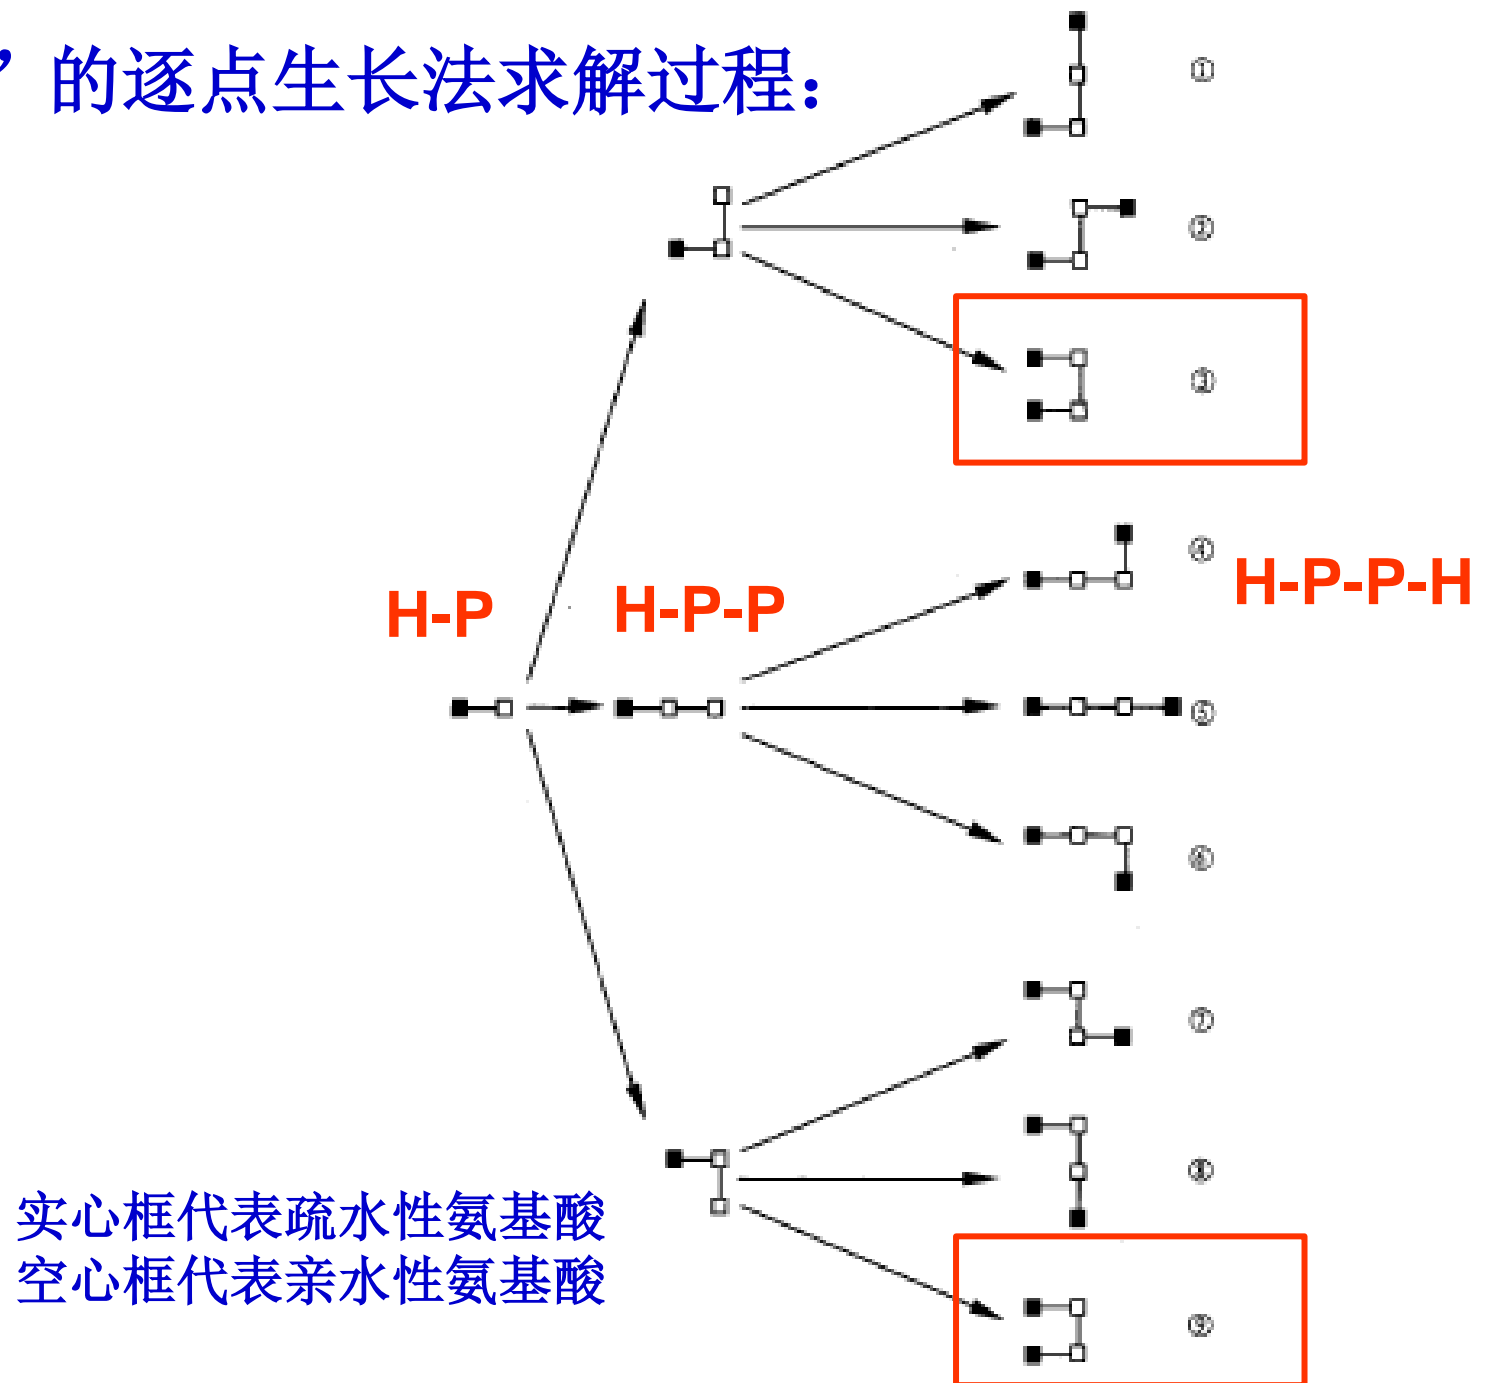 ”的逐点生长法求解过程：
①
②
③
④
H-P-P-H
H-P
H-P-P
⑤
⑥
⑦
⑧
实心框代表疏水性氨基酸
空心框代表亲水性氨基酸
⑨